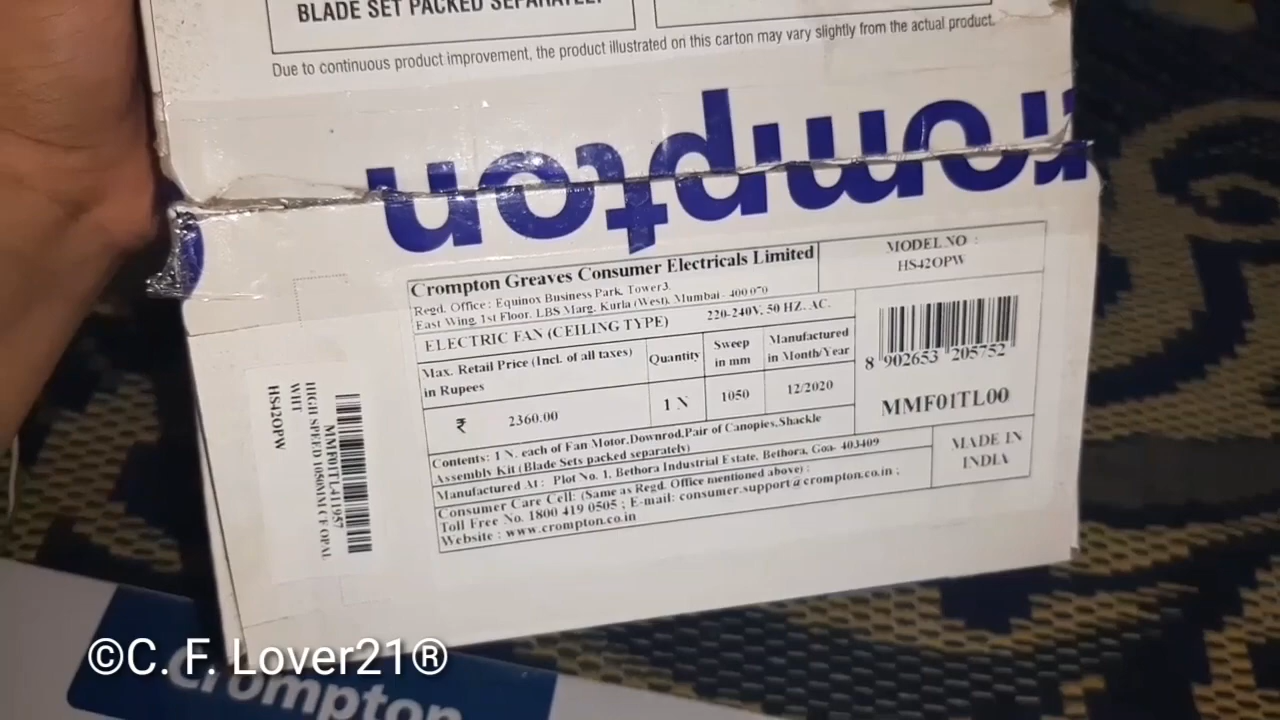 BLADE SET PACKED SEPARATELY.
Due to continuous product improvement, the product illustrated on this carton may vary slightly from the actual product.
rompton
Crompton Greaves Consumer Electricals Limited
Regd. Office: Equinox Business Park, Tower3,
East Wing, 1st Floor, LBS Marg, Kurla (West), Mumbai - 400 070
MODEL NO :
HS42OPW
ELECTRIC FAN (CEILING TYPE) 220-240V, 50 HZ, AC.
Max. Retail Price (Incl. of all taxes)
in Rupees
Quantity
Sweep
in mm
Manufactured
in Month/Year
₹ 2360.00
1 N
1050
12/2020
8 902653 205752
MMF01TL00
Contents: 1 N. each of Fan Motor,Downrod,Pair of Canopies,Shackle
Assembly Kit (Blade Sets packed separately)
Manufactured At : Plot No. 1, Bethora Industrial Estate, Bethora, Goa- 403409
MADE IN
INDIA
Consumer Care Cell: (Same as Regd. Office mentioned above) :
Toll Free No. 1800 419 0505 ; E-mail: consumer.support@crompton.co.in ;
Website : www.crompton.co.in
HIGH SPEED 1050MM CF OPAL
WHT
HS42OPW
©C. F. Lover21®
Crompton